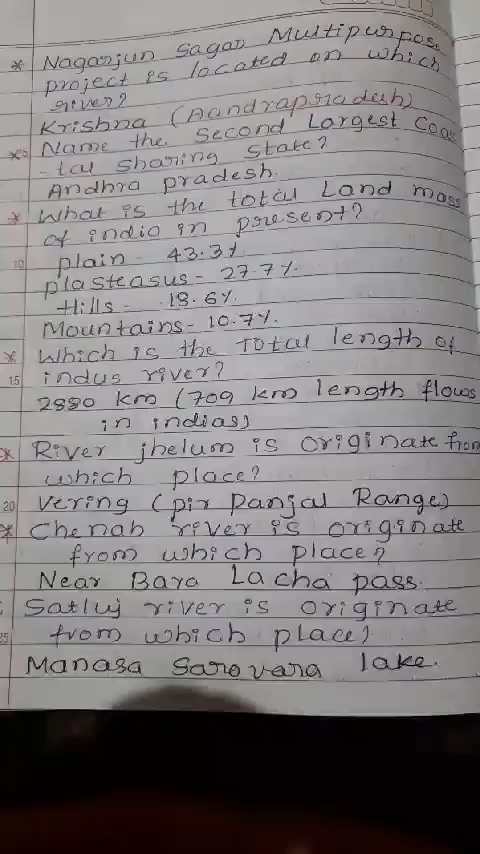 * Nagarjun Sagar Multipurpose
project is located on which
river?
Krishna (Aandrapradesh)
* Name the Second Largest Coas
- tal Sharing State?
Andhra pradesh.
* What is the total Land mass
of indio in present?
10 plain - 43.3%
plasteasus - 27.7%
Hills - 18.6%
Mountains - 10.7%
* Which is the Total length of
15 indus river?
2880 km (709 km length flows
in indias)
* River jhelum is originate from
which place?
20 vering (pir Panjal Range)
* Chenab river is originate
from which place?
Near Bara Lacha pass.
Satluj river is originate
25 from which place?
Manasa Sarovara lake.